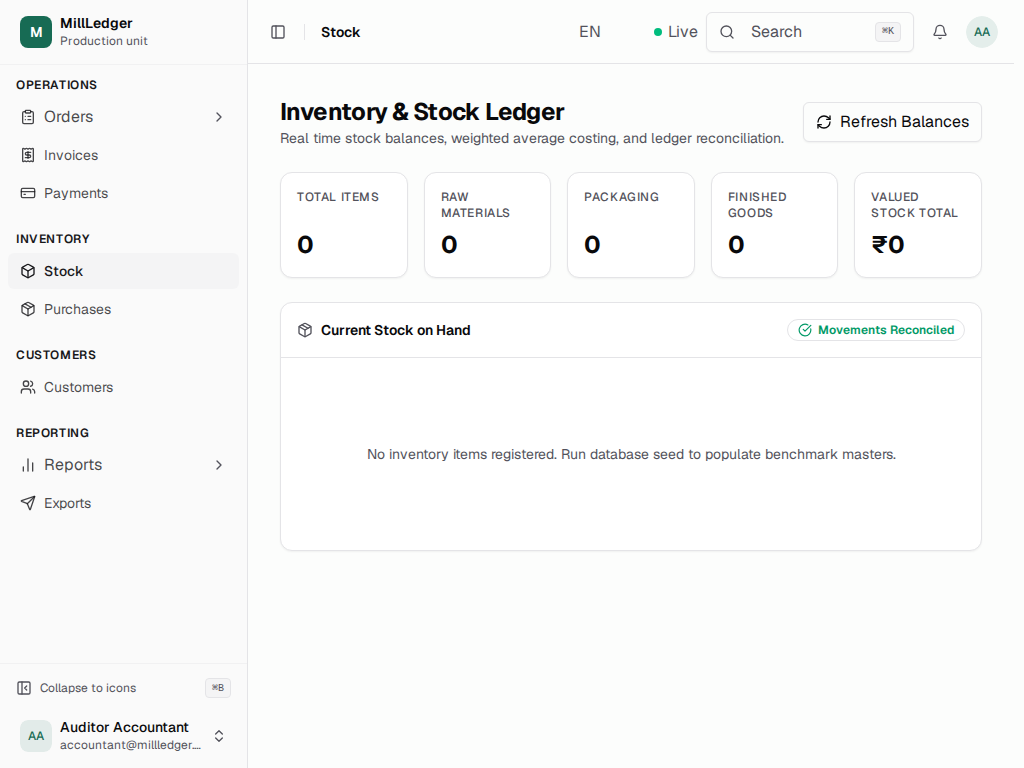 M
MillLedger
Production unit
OPERATIONS
Orders
Invoices
Payments
INVENTORY
Stock
Purchases
CUSTOMERS
Customers
REPORTING
Reports
Exports
Collapse to icons
⌘B
AA
Auditor Accountant
accountant@millledger....
Stock
EN
Live
Search
⌘K
AA
Inventory & Stock Ledger
Real time stock balances, weighted average costing, and ledger reconciliation.
Refresh Balances
TOTAL ITEMS
0
RAW
MATERIALS
0
PACKAGING
0
FINISHED
GOODS
0
VALUED
STOCK TOTAL
₹0
Current Stock on Hand
Movements Reconciled
No inventory items registered. Run database seed to populate benchmark masters.